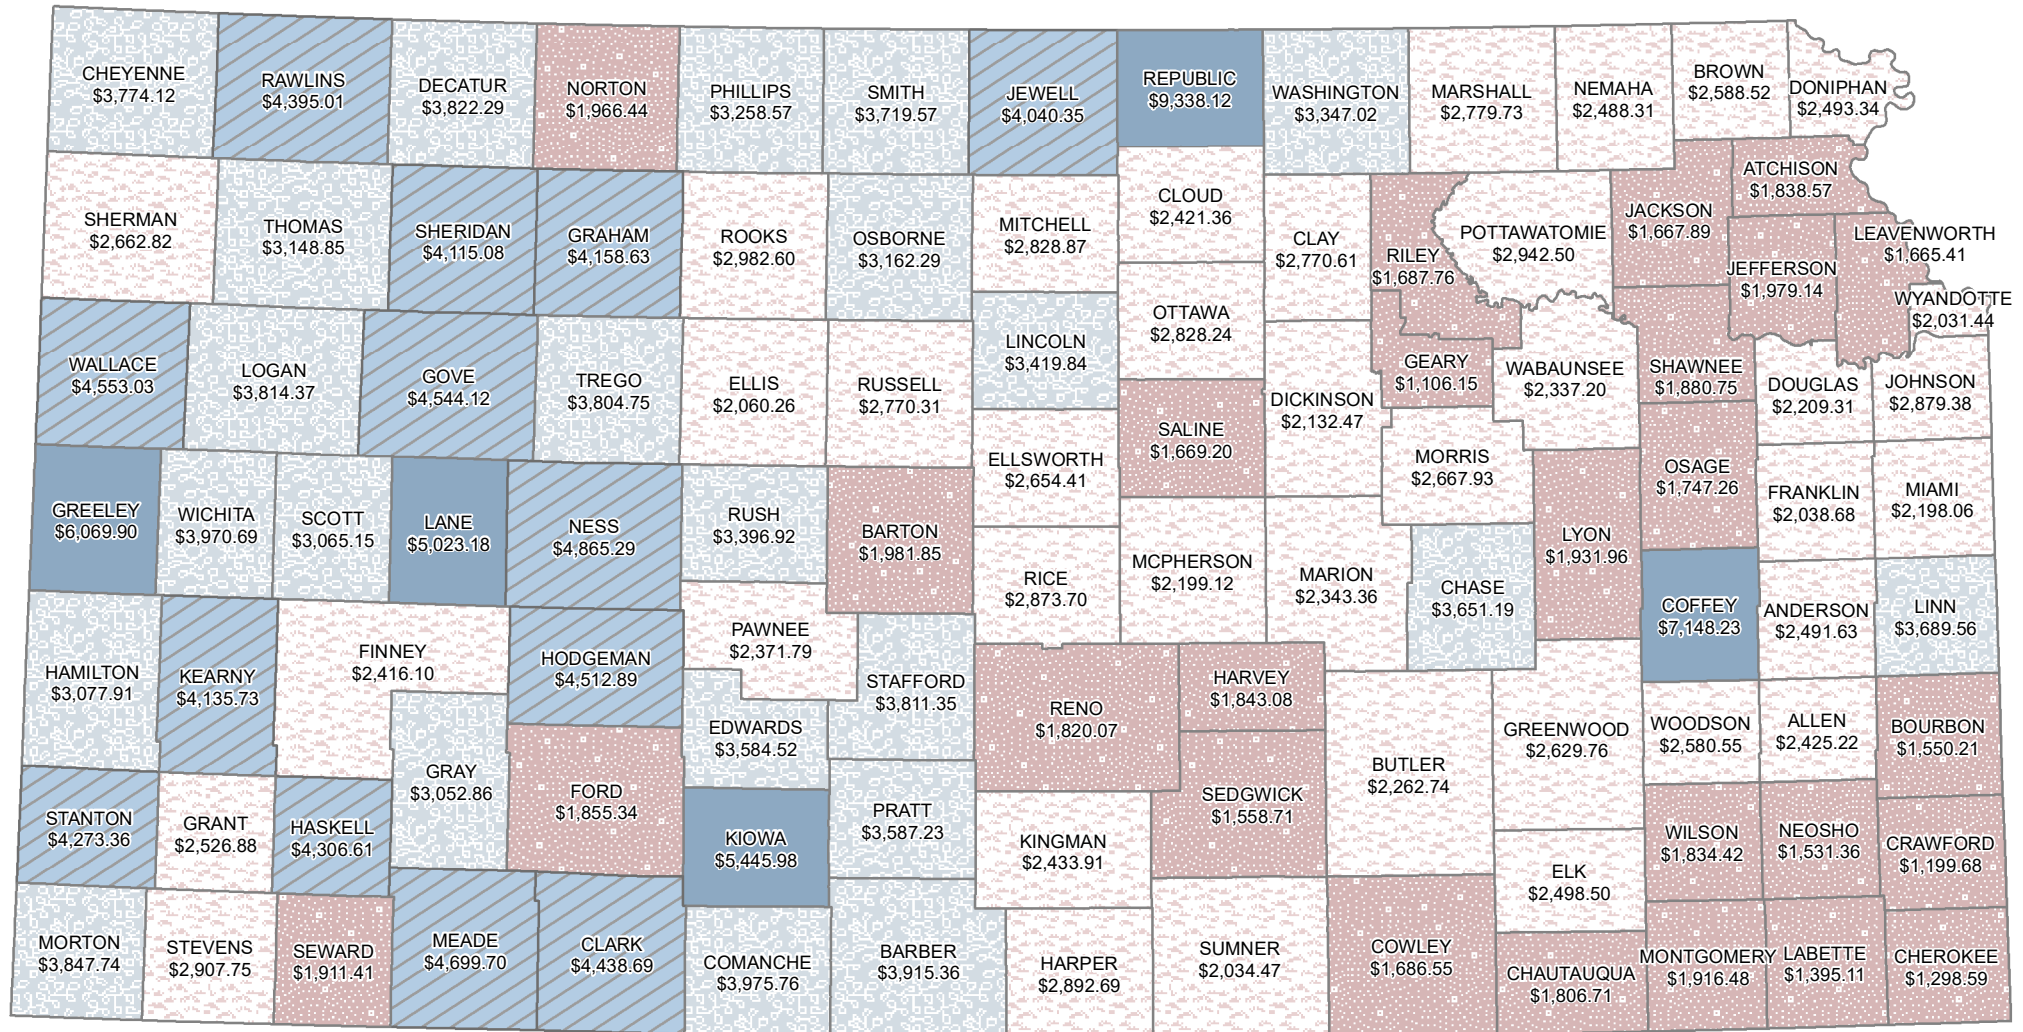 CHEYENNE
$3,774.12
RAWLINS
$4,395.01
DECATUR
$3,822.29
NORTON
$1,966.44
PHILLIPS
$3,258.57
SMITH
$3,719.57
JEWELL
$4,040.35
REPUBLIC
$9,338.12
WASHINGTON
$3,347.02
MARSHALL
$2,779.73
NEMAHA
$2,488.31
BROWN
$2,588.52
DONIPHAN
$2,493.34
SHERMAN
$2,662.82
THOMAS
$3,148.85
SHERIDAN
$4,115.08
GRAHAM
$4,158.63
ROOKS
$2,982.60
OSBORNE
$3,162.29
MITCHELL
$2,828.87
CLOUD
$2,421.36
CLAY
$2,770.61
RILEY
$1,687.76
POTTAWATOMIE
$2,942.50
JACKSON
$1,667.89
ATCHISON
$1,838.57
JEFFERSON
$1,979.14
LEAVENWORTH
$1,665.41
WYANDOTTE
$2,031.44
WALLACE
$4,553.03
LOGAN
$3,814.37
GOVE
$4,544.12
TREGO
$3,804.75
ELLIS
$2,060.26
RUSSELL
$2,770.31
LINCOLN
$3,419.84
OTTAWA
$2,828.24
SALINE
$1,669.20
DICKINSON
$2,132.47
GEARY
$1,106.15
WABAUNSEE
$2,337.20
SHAWNEE
$1,880.75
DOUGLAS
$2,209.31
JOHNSON
$2,879.38
GREELEY
$6,069.90
WICHITA
$3,970.69
SCOTT
$3,065.15
LANE
$5,023.18
NESS
$4,865.29
RUSH
$3,396.92
BARTON
$1,981.85
ELLSWORTH
$2,654.41
MORRIS
$2,667.93
OSAGE
$1,747.26
FRANKLIN
$2,038.68
MIAMI
$2,198.06
RICE
$2,873.70
MCPHERSON
$2,199.12
MARION
$2,343.36
CHASE
$3,651.19
LYON
$1,931.96
COFFEY
$7,148.23
ANDERSON
$2,491.63
LINN
$3,689.56
HAMILTON
$3,077.91
KEARNY
$4,135.73
FINNEY
$2,416.10
HODGEMAN
$4,512.89
PAWNEE
$2,371.79
STAFFORD
$3,811.35
RENO
$1,820.07
HARVEY
$1,843.08
GRAY
$3,052.86
FORD
$1,855.34
EDWARDS
$3,584.52
SEDGWICK
$1,558.71
BUTLER
$2,262.74
GREENWOOD
$2,629.76
WOODSON
$2,580.55
ALLEN
$2,425.22
BOURBON
$1,550.21
STANTON
$4,273.36
GRANT
$2,526.88
HASKELL
$4,306.61
KIOWA
$5,445.98
PRATT
$3,587.23
KINGMAN
$2,433.91
ELK
$2,498.50
WILSON
$1,834.42
NEOSHO
$1,531.36
CRAWFORD
$1,199.68
MORTON
$3,847.74
STEVENS
$2,907.75
SEWARD
$1,911.41
MEADE
$4,699.70
CLARK
$4,438.69
COMANCHE
$3,975.76
BARBER
$3,915.36
HARPER
$2,892.69
SUMNER
$2,034.47
COWLEY
$1,686.55
CHAUTAUQUA
$1,806.71
MONTGOMERY
$1,916.48
LABETTE
$1,395.11
CHEROKEE
$1,298.59